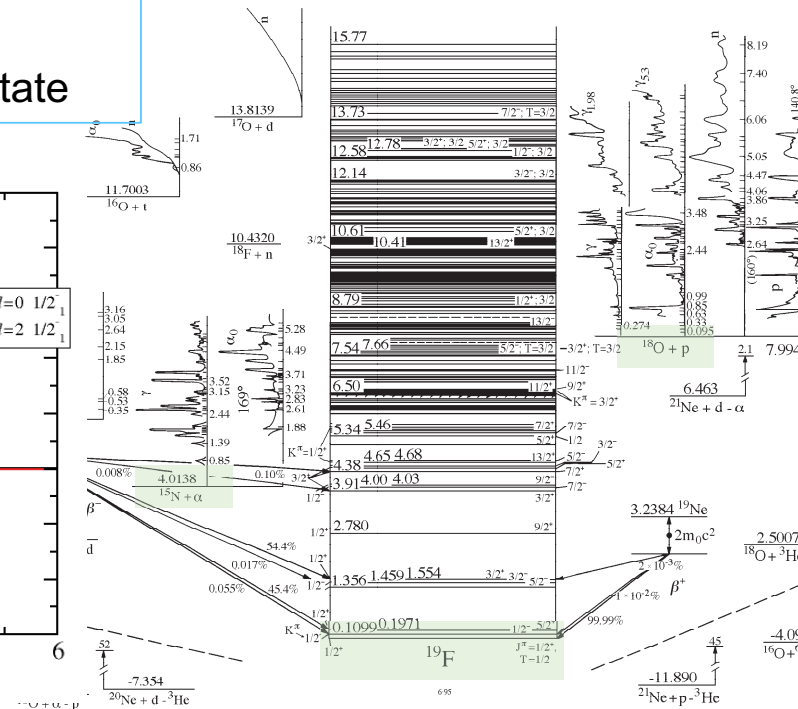 tate
l=0 1/2⁻₁
l=2 1/2⁻₁
6
n
13.8139
¹⁷O + d
α₀
n
1.71
0.86
11.7003
¹⁶O + t
10.4320
¹⁸F + n
3.16
3.05
2.64
2.15
1.85
0.58
0.53
0.35
γ
3.52
3.15
2.44
1.39
0.85
4.0138
¹⁵N + α
α₀
169°
5.28
4.49
3.71
3.23
2.83
2.61
1.88
0.008%
0.10%
β⁻
d
54.4%
0.017%
0.055%
45.4%
52
-7.354
²⁰Ne + d - ³He
15.77
13.73 7/2⁻; T=3/2
12.78 3/2⁺; 3/2 5/2⁺; 3/2
12.58 1/2⁻; 3/2
12.14 3/2⁻; 3/2
10.61 5/2⁺; 3/2
3/2⁺ 10.41 13/2⁺
8.79 1/2⁺; 3/2
13/2⁻
7.54 7.66 5/2⁻; T=3/2 3/2⁺; T=3/2
11/2⁻
6.50 11/2⁺ 9/2⁺
Kπ = 3/2⁺
5.34 5.46 7/2⁺ 7/2⁻
5/2⁺ 1/2
Kπ=1/2⁺ 4.38 4.65 4.68 13/2⁺ 5/2⁻ 3/2⁻
5/2⁺
3/2⁻ 7/2⁺
3.91 4.00 4.03 9/2⁻ 7/2⁻
1/2⁺ 3/2⁺
1/2⁺ 2.780 9/2⁺
1/2⁺
1/2⁻ 1.356 1.459 1.554 3/2⁺ 3/2⁻ 5/2⁻
1/2⁺
Kπ 0.1099 0.1971 1/2⁻ 5/2⁺
1/2⁻
1/2⁺ ¹⁹F Jπ=1/2⁺,
T=1/2
6/95
γ1.98
γ5.3
n
8.19
7.40
6.06
5.05
4.47
4.06
3.86
3.25
2.64
(160°)
p
140.8°
γ
α₀
3.48
2.44
0.99
0.85
0.63
0.33
0.095
0.274
¹⁸O + p
2.1
7.994
6.463
²¹Ne + d - α
3.2384 ¹⁹Ne
2m₀c²
2 · 10⁻³%
β⁺
1 · 10⁻²%
99.99%
2.5007
¹⁸O + ³He
45
-4.09
¹⁶O +
-11.890
²¹Ne + p - ³He